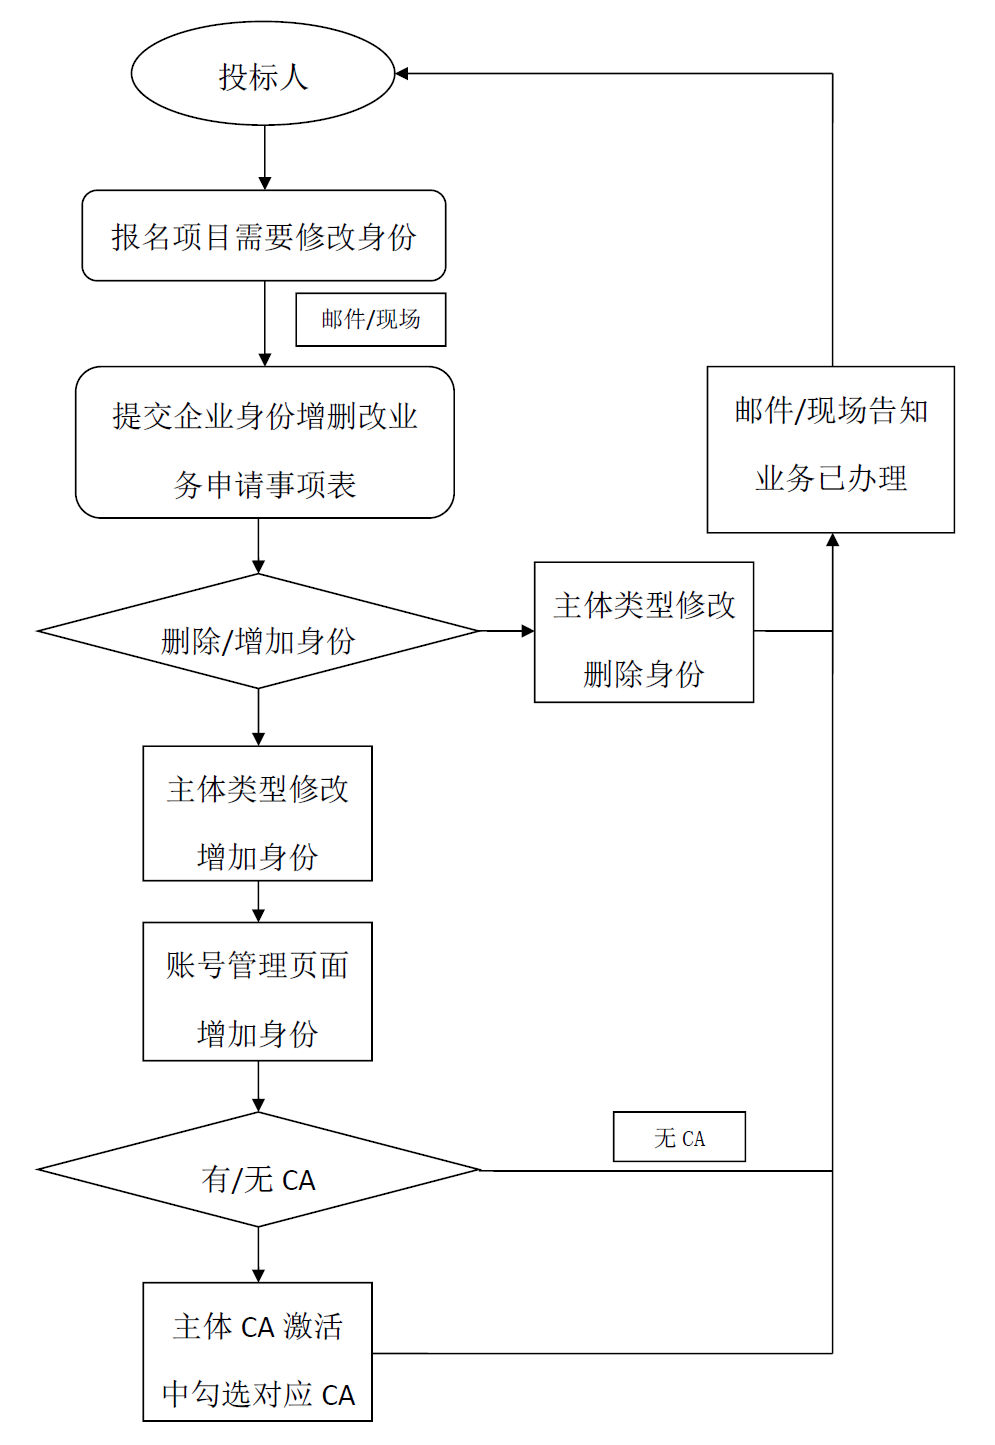 投标人
报名项目需要修改身份
邮件/现场
提交企业身份增删改业
务申请事项表
邮件/现场告知
业务已办理
删除/增加身份
主体类型修改
删除身份
主体类型修改
增加身份
账号管理页面
增加身份
无 CA
有/无 CA
主体 CA 激活
中勾选对应 CA